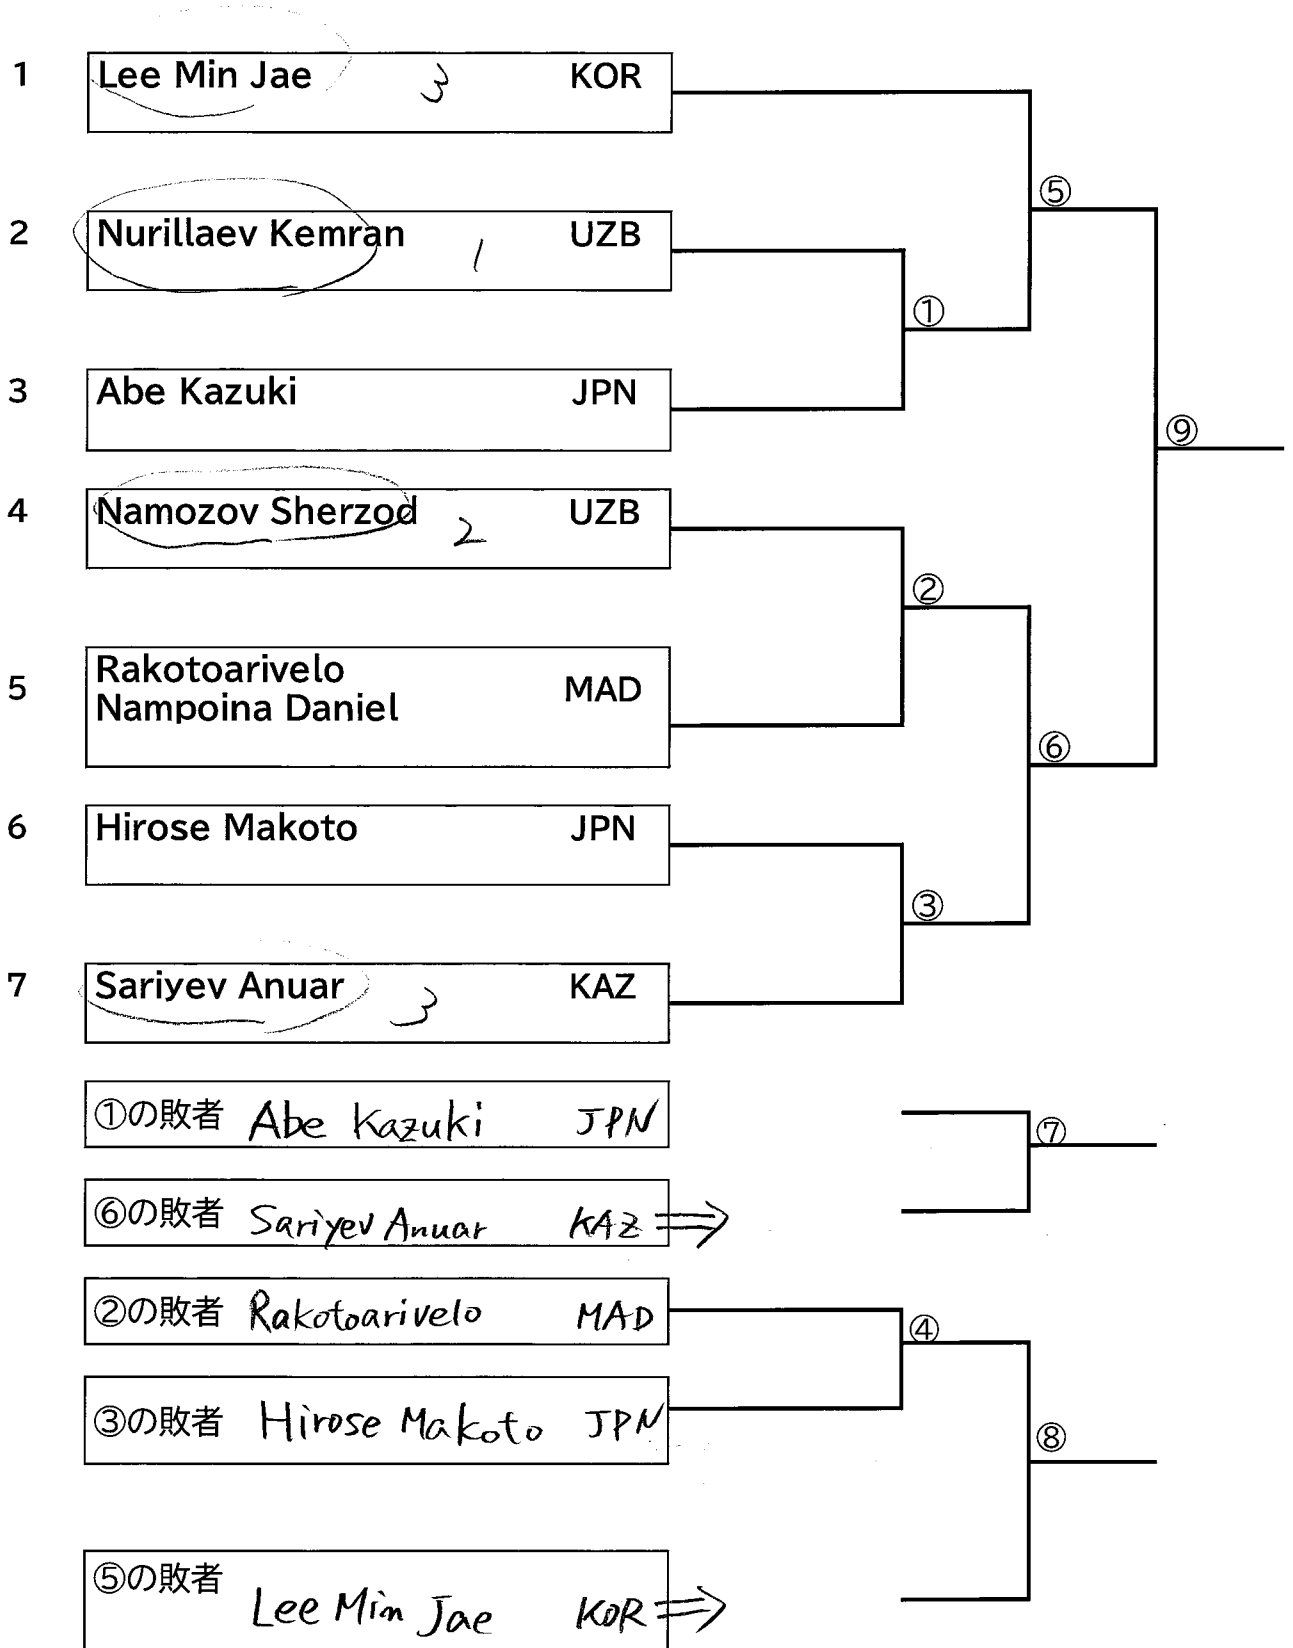 1 Lee Min Jae 3 KOR
⑤
2 Nurillaev Kemran 1 UZB
①
3 Abe Kazuki JPN
⑨
4 Namozov Sherzod 2 UZB
②
Rakotoarivelo
5 Nampoina Daniel MAD
⑥
6 Hirose Makoto JPN
③
7 Sariyev Anuar 3 KAZ
①の敗者 Abe Kazuki JPN
⑦
⑥の敗者 Sariyev Anuar KAZ ⇒
②の敗者 Rakotoarivelo MAD
④
③の敗者 Hirose Makoto JPN
⑧
⑤の敗者
Lee Min Jae KOR ⇒